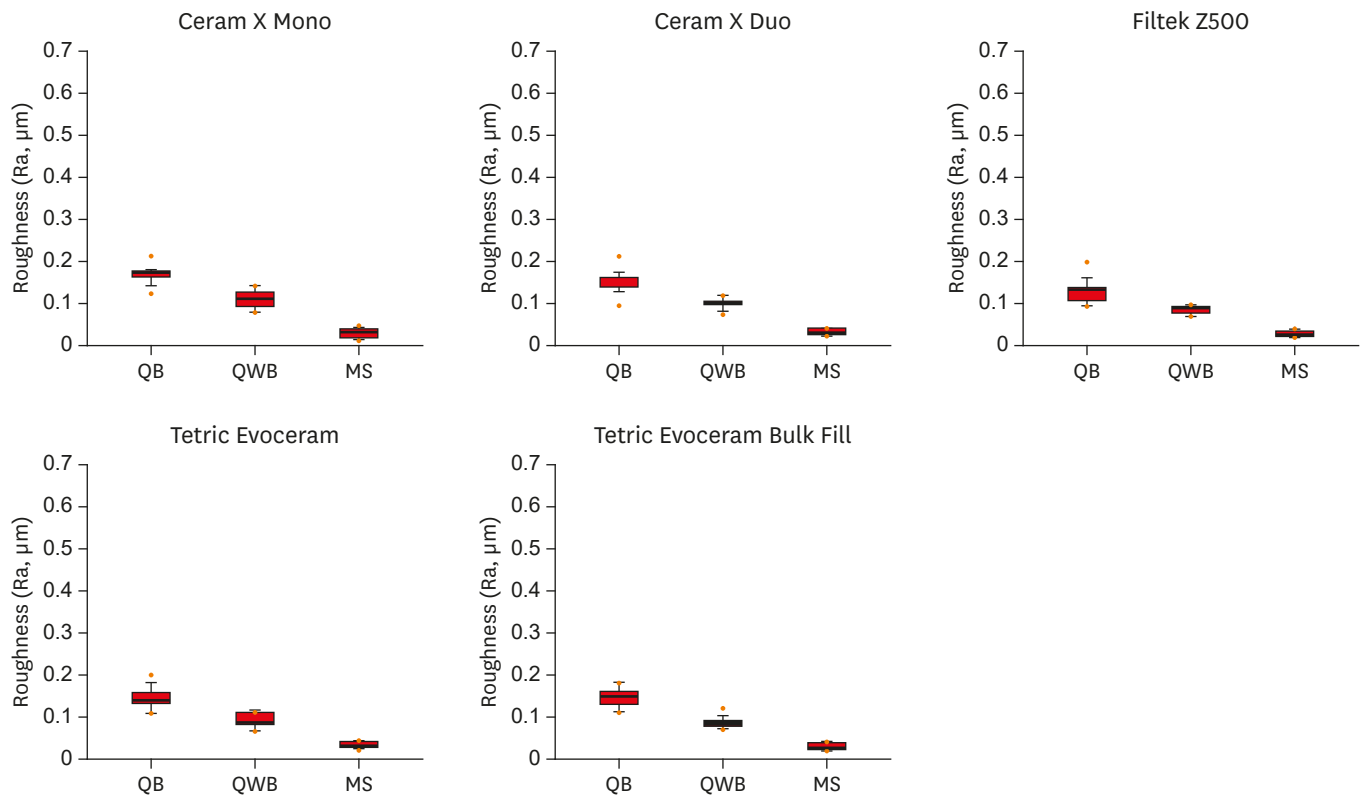 Ceram X Mono
Roughness (Ra, µm)
0.7
0.6
0.5
0.4
0.3
0.2
0.1
0
QB QWB MS
Ceram X Duo
Roughness (Ra, µm)
0.7
0.6
0.5
0.4
0.3
0.2
0.1
0
QB QWB MS
Filtek Z500
Roughness (Ra, µm)
0.7
0.6
0.5
0.4
0.3
0.2
0.1
0
QB QWB MS
Tetric Evoceram
Roughness (Ra, µm)
0.7
0.6
0.5
0.4
0.3
0.2
0.1
0
QB QWB MS
Tetric Evoceram Bulk Fill
Roughness (Ra, µm)
0.7
0.6
0.5
0.4
0.3
0.2
0.1
0
QB QWB MS